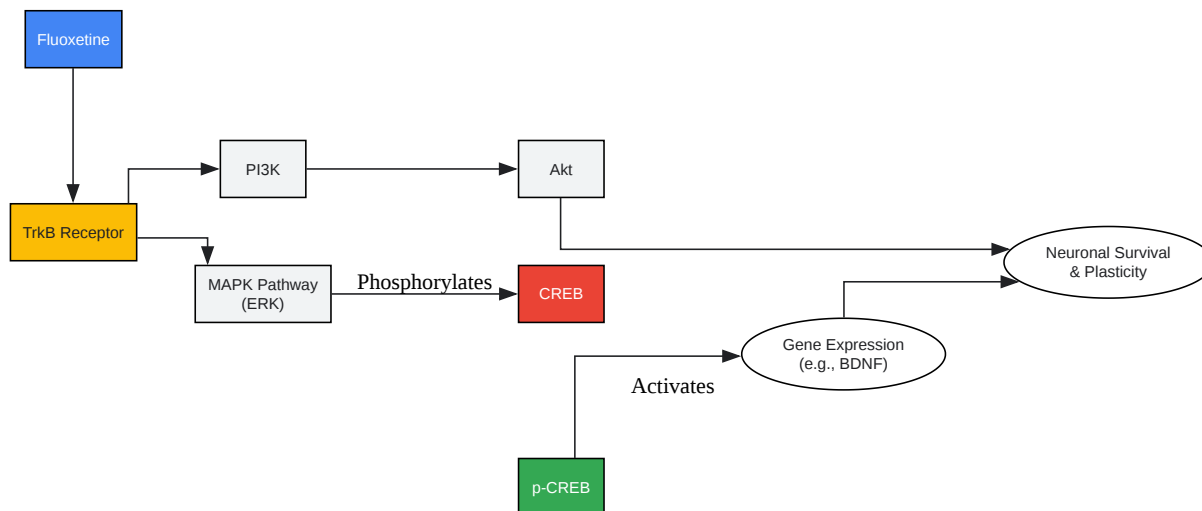 Fluoxetine
PI3K
Akt
TrkB Receptor
Neuronal Survival
& Plasticity
MAPK Pathway
(ERK)
Phosphorylates
CREB
Gene Expression
(e.g., BDNF)
Activates
p-CREB